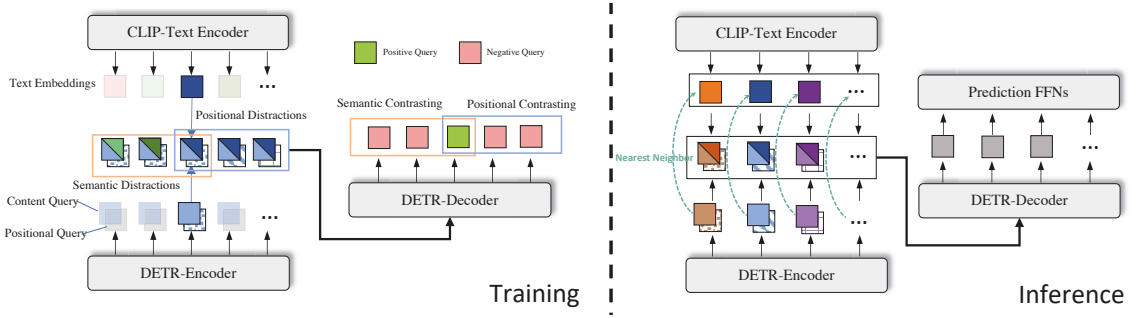 CLIP-Text Encoder
Text Embeddings
...
Positional Distractions
Semantic Distractions
Content Query
Positional Query
...
DETR-Encoder
Positive Query
Negative Query
Semantic Contrasting
Positional Contrasting
DETR-Decoder
Training
CLIP-Text Encoder
...
Nearest Neighbor
...
...
DETR-Encoder
Prediction FFNs
...
DETR-Decoder
Inference